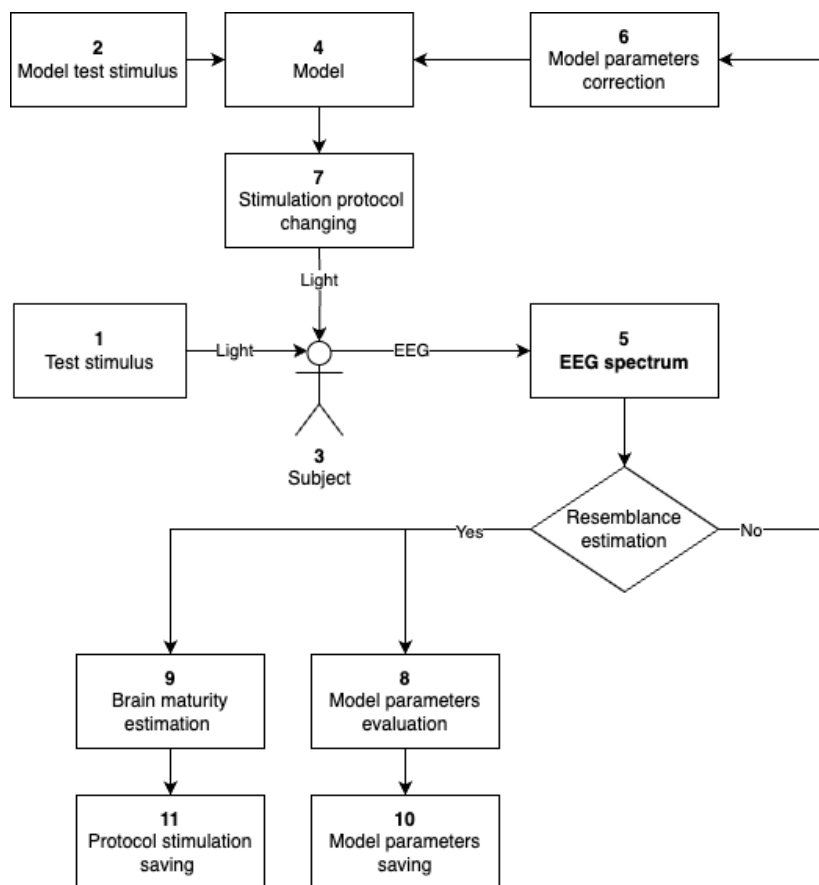 2
Model test stimulus
4
Model
6
Model parameters
correction
7
Stimulation protocol
changing
Light
1
Test stimulus
Light
EEG
5
EEG spectrum
3
Subject
Resemblance
estimation
Yes
No
9
Brain maturity
estimation
8
Model parameters
evaluation
11
Protocol stimulation
saving
10
Model parameters
saving